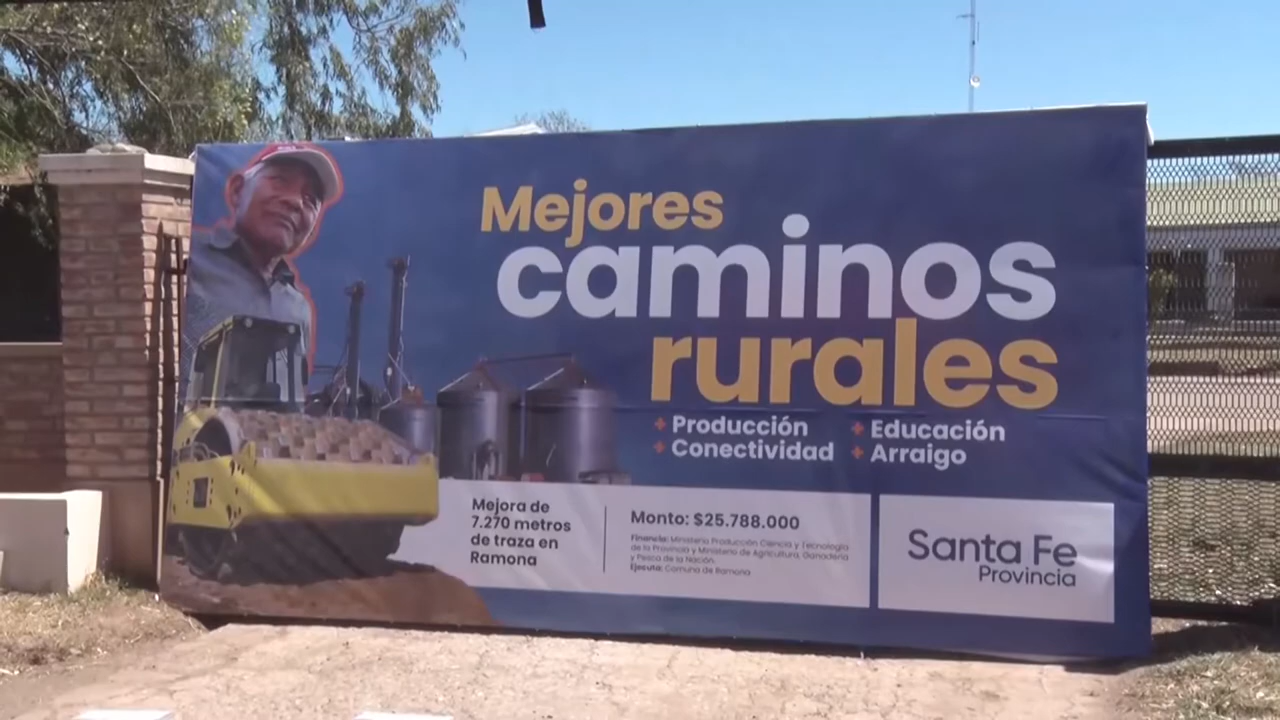 Mejores
caminos
rurales
+ Producción
+ Conectividad
+ Educación
+ Arraigo
Mejora de
7.270 metros
de traza en
Ramona
Monto: $25.788.000
Financia: Ministerio Producción Ciencia y Tecnología
de la Provincia y Ministerio de Agricultura, Ganadería
y Pesca de la Nación.
Ejecuta: Comuna de Ramona
Santa Fe
Provincia